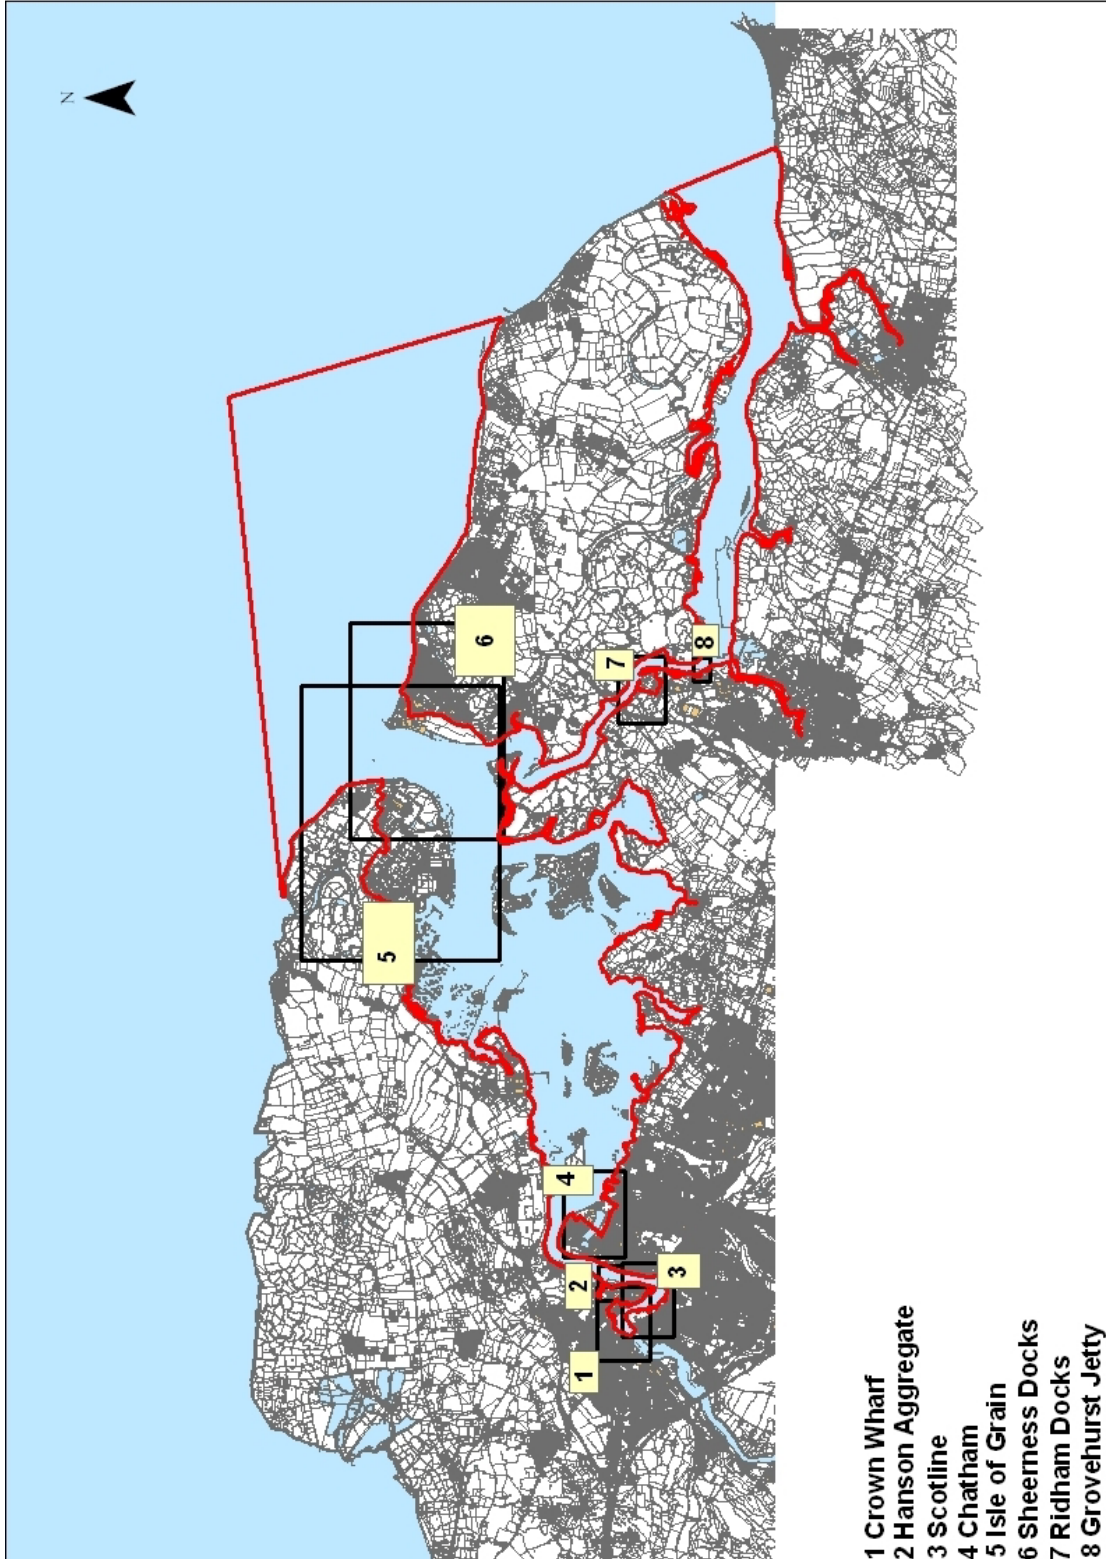 N
5
6
7
8
4
2
3
1
1 Crown Wharf
2 Hanson Aggregate
3 Scotline
4 Chatham
5 Isle of Grain
6 Sheerness Docks
7 Ridham Docks
8 Grovehurst Jetty